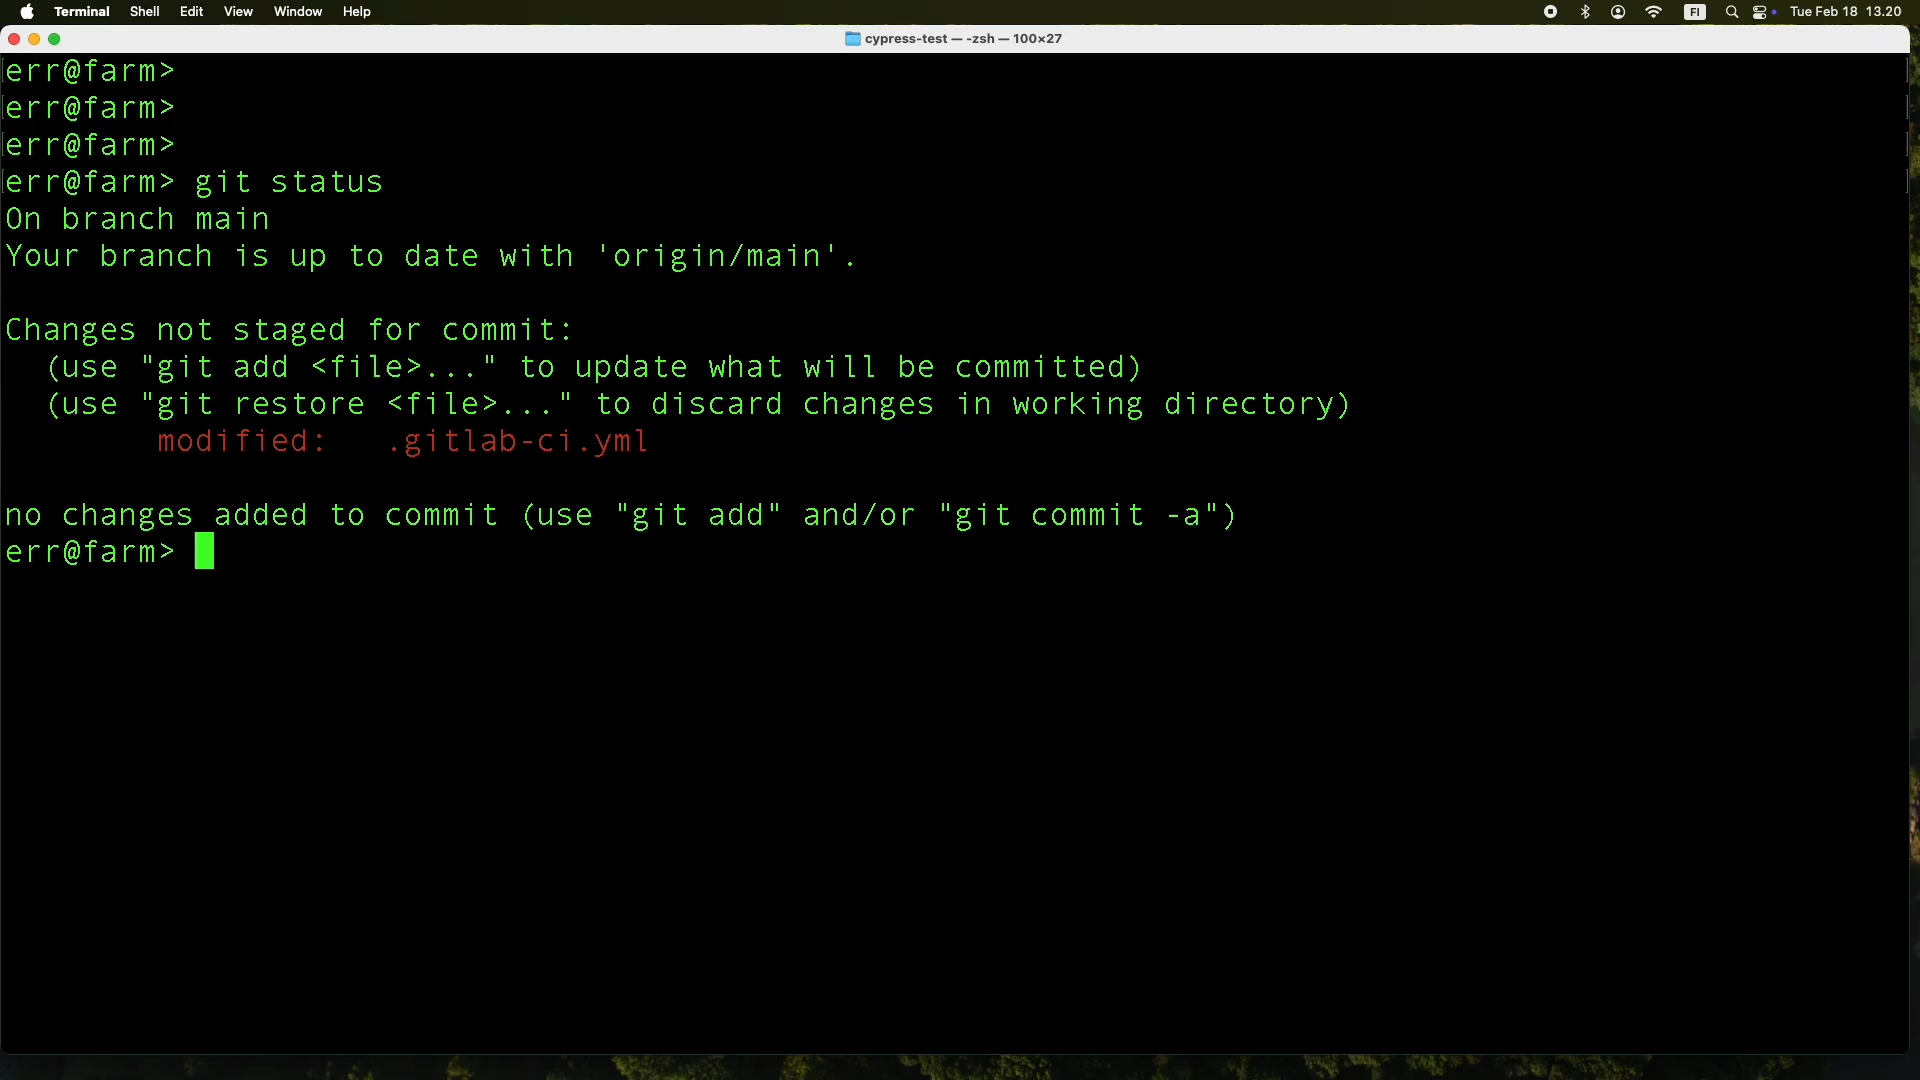 Terminal Shell Edit View Window Help FI Tue Feb 18 13.20
cypress-test — -zsh — 100×27
err@farm>
err@farm>
err@farm>
err@farm> git status
On branch main
Your branch is up to date with 'origin/main'.
Changes not staged for commit:
(use "git add <file>..." to update what will be committed)
(use "git restore <file>..." to discard changes in working directory)
modified: .gitlab-ci.yml
no changes added to commit (use "git add" and/or "git commit -a")
err@farm>